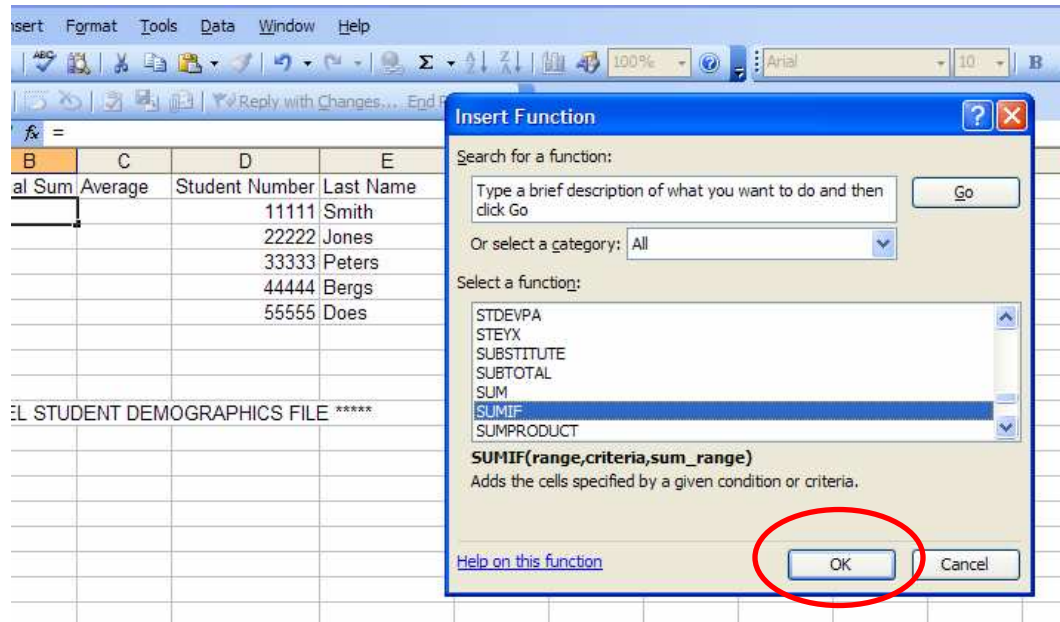 nsert Format Tools Data Window Help
ABC Σ 100% Arial 10 B
Reply with Changes... End R
fx =
B C D E
al Sum Average Student Number Last Name
11111 Smith
22222 Jones
33333 Peters
44444 Bergs
55555 Does
EL STUDENT DEMOGRAPHICS FILE *****
Insert Function
Search for a function:
Type a brief description of what you want to do and then
click Go
Go
Or select a category: All
Select a function:
STDEVPA
STEYX
SUBSTITUTE
SUBTOTAL
SUM
SUMIF
SUMPRODUCT
SUMIF(range,criteria,sum_range)
Adds the cells specified by a given condition or criteria.
Help on this function
OK Cancel